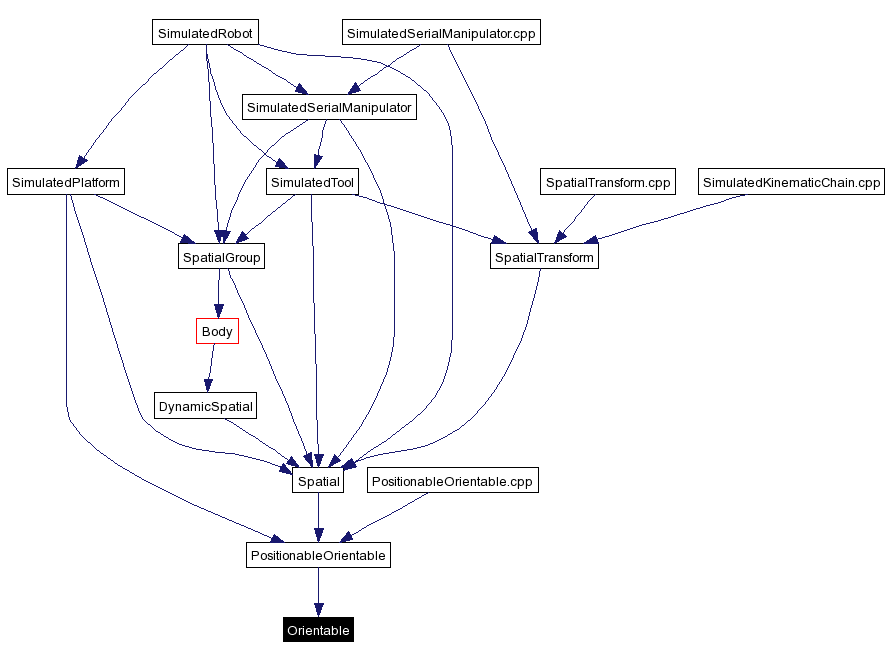 SimulatedRobot
SimulatedSerialManipulator.cpp
SimulatedSerialManipulator
SimulatedPlatform
SimulatedTool
SpatialTransform.cpp
SimulatedKinematicChain.cpp
SpatialGroup
SpatialTransform
Body
DynamicSpatial
Spatial
PositionableOrientable.cpp
PositionableOrientable
Orientable